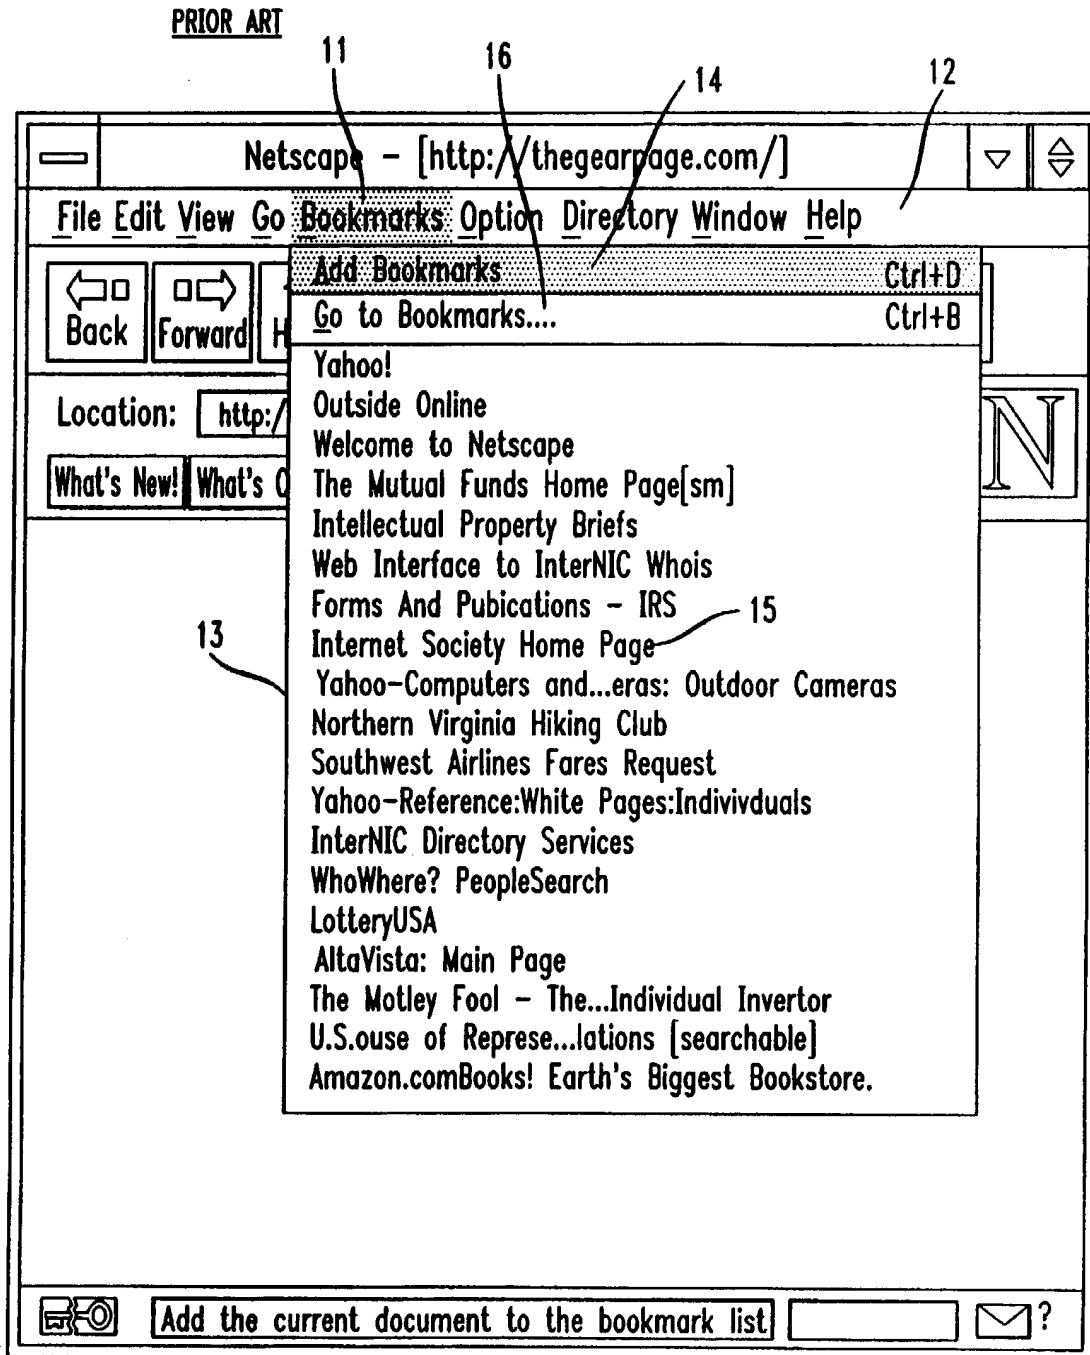 PRIOR ART
11
16
14
12
Netscape - [http://thegearpage.com/]
File Edit View Go Bookmarks Option Directory Window Help
Add Bookmarks Ctrl+D
Go to Bookmarks.... Ctrl+B
Back Forward H
Yahoo!
Location: http:/
Outside Online
N
Welcome to Netscape
What's New! What's C
The Mutual Funds Home Page[sm]
Intellectual Property Briefs
Web Interface to InterNIC Whois
Forms And Pubications - IRS
15
13
Internet Society Home Page
Yahoo-Computers and...eras: Outdoor Cameras
Northern Virginia Hiking Club
Southwest Airlines Fares Request
Yahoo-Reference:White Pages:Indivivduals
InterNIC Directory Services
WhoWhere? PeopleSearch
LotteryUSA
AltaVista: Main Page
The Motley Fool - The...Individual Invertor
U.S.ouse of Represe...lations [searchable]
Amazon.comBooks! Earth's Biggest Bookstore.
Add the current document to the bookmark list
?